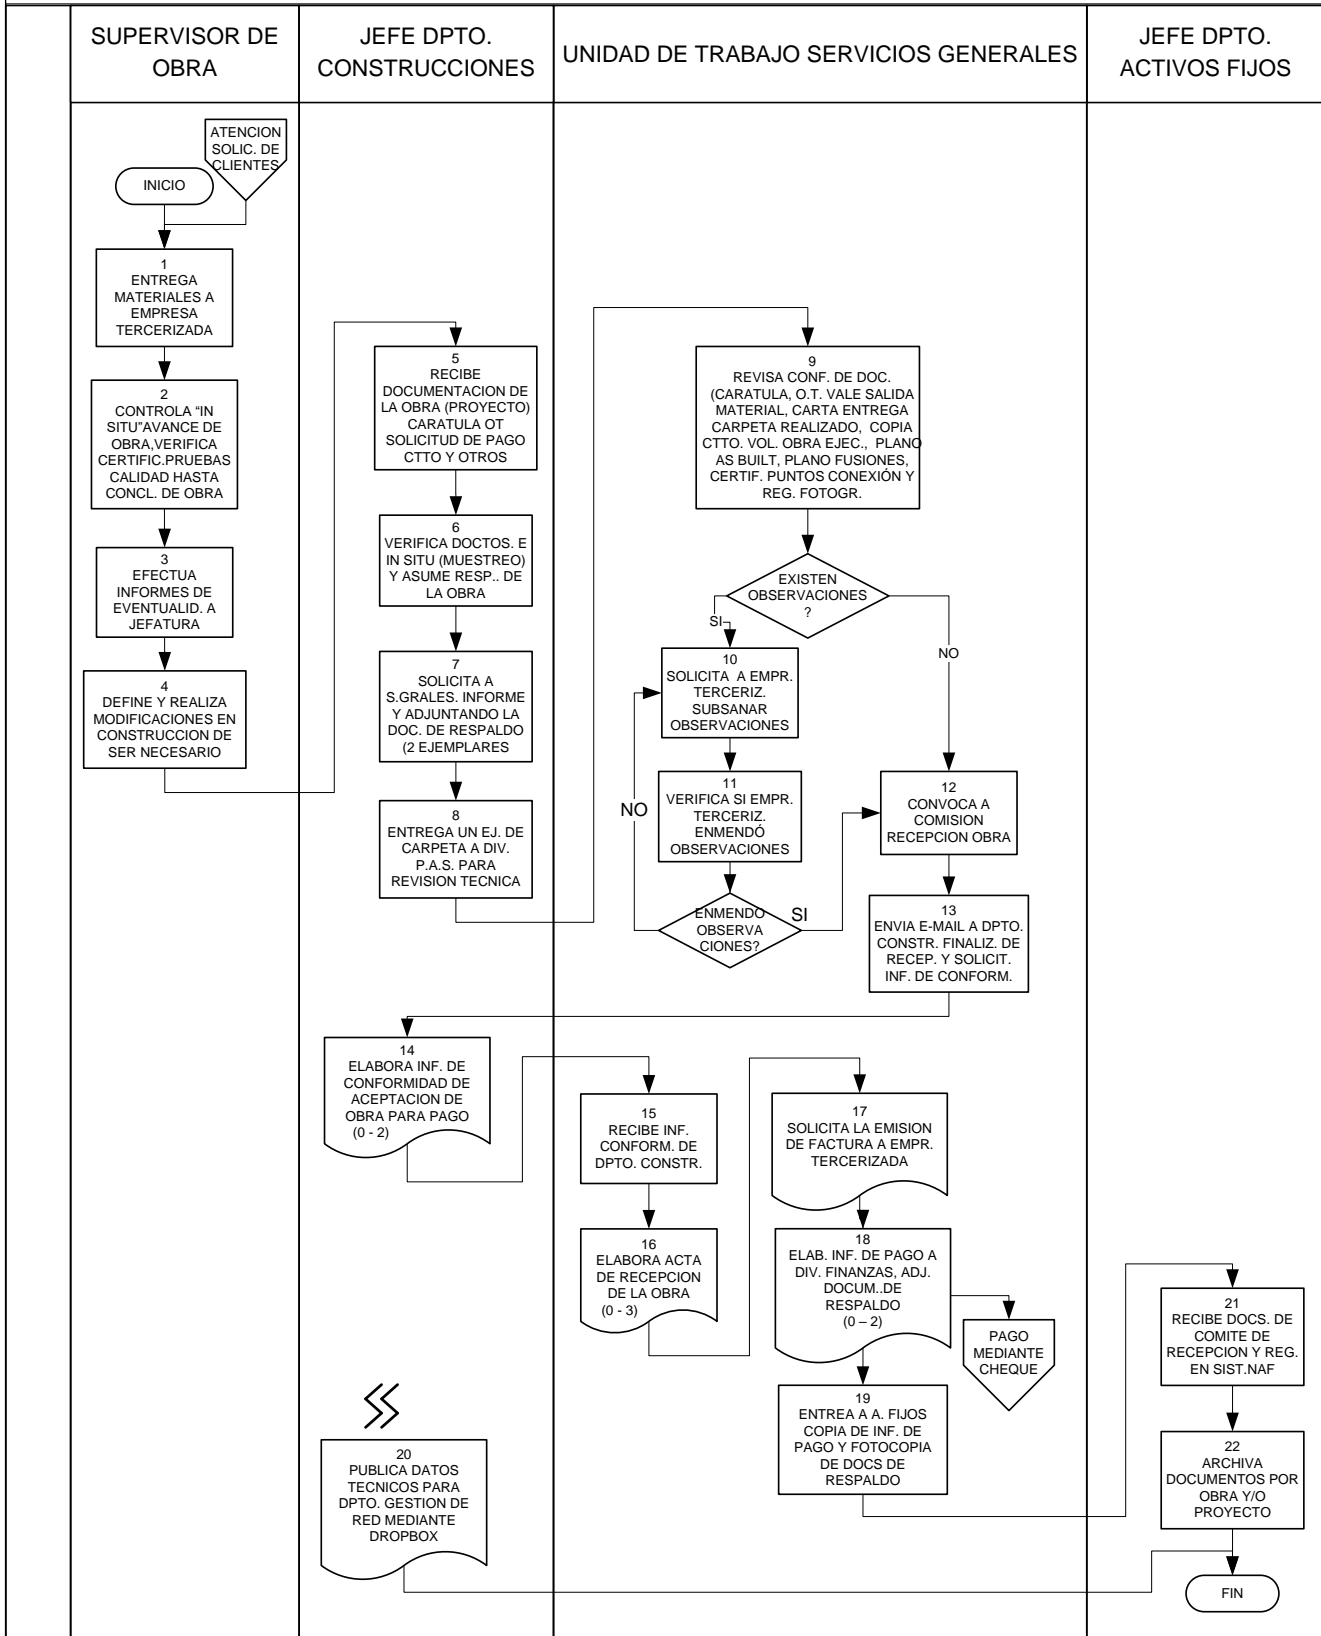 SUPERVISOR DE
OBRA
JEFE DPTO.
CONSTRUCCIONES
UNIDAD DE TRABAJO SERVICIOS GENERALES
JEFE DPTO.
ACTIVOS FIJOS
ATENCION
SOLIC. DE
CLIENTES
INICIO
1
ENTREGA
MATERIALES A
EMPRESA
TERCERIZADA
2
CONTROLA “IN
SITU”AVANCE DE
OBRA,VERIFICA
CERTIFIC.PRUEBAS
CALIDAD HASTA
CONCL. DE OBRA
3
EFECTUA
INFORMES DE
EVENTUALID. A
JEFATURA
4
DEFINE Y REALIZA
MODIFICACIONES EN
CONSTRUCCION DE
SER NECESARIO
5
RECIBE
DOCUMENTACION DE
LA OBRA (PROYECTO)
CARATULA OT
SOLICITUD DE PAGO
CTTO Y OTROS
6
VERIFICA DOCTOS. E
IN SITU (MUESTREO)
Y ASUME RESP.. DE
LA OBRA
7
SOLICITA A
S.GRALES. INFORME
Y ADJUNTANDO LA
DOC. DE RESPALDO
(2 EJEMPLARES
8
ENTREGA UN EJ. DE
CARPETA A DIV.
P.A.S. PARA
REVISION TECNICA
9
REVISA CONF. DE DOC.
(CARATULA, O.T. VALE SALIDA
MATERIAL, CARTA ENTREGA
CARPETA REALIZADO, COPIA
CTTO. VOL. OBRA EJEC., PLANO
AS BUILT, PLANO FUSIONES,
CERTIF. PUNTOS CONEXIÓN Y
REG. FOTOGR.
EXISTEN
OBSERVACIONES
?
SI
NO
10
SOLICITA A EMPR.
TERCERIZ.
SUBSANAR
OBSERVACIONES
11
VERIFICA SI EMPR.
TERCERIZ.
ENMENDÓ
OBSERVACIONES
NO
ENMENDO
OBSERVA
CIONES?
SI
12
CONVOCA A
COMISION
RECEPCION OBRA
13
ENVIA E-MAIL A DPTO.
CONSTR. FINALIZ. DE
RECEP. Y SOLICIT.
INF. DE CONFORM.
14
ELABORA INF. DE
CONFORMIDAD DE
ACEPTACION DE
OBRA PARA PAGO
(0 - 2)
15
RECIBE INF.
CONFORM. DE
DPTO. CONSTR.
16
ELABORA ACTA
DE RECEPCION
DE LA OBRA
(0 - 3)
17
SOLICITA LA EMISION
DE FACTURA A EMPR.
TERCERIZADA
18
ELAB. INF. DE PAGO A
DIV. FINANZAS, ADJ.
DOCUM..DE
RESPALDO
(0 – 2)
PAGO
MEDIANTE
CHEQUE
19
ENTREA A A. FIJOS
COPIA DE INF. DE
PAGO Y FOTOCOPIA
DE DOCS DE
RESPALDO
20
PUBLICA DATOS
TECNICOS PARA
DPTO. GESTION DE
RED MEDIANTE
DROPBOX
21
RECIBE DOCS. DE
COMITE DE
RECEPCION Y REG.
EN SIST.NAF
22
ARCHIVA
DOCUMENTOS POR
OBRA Y/O
PROYECTO
FIN